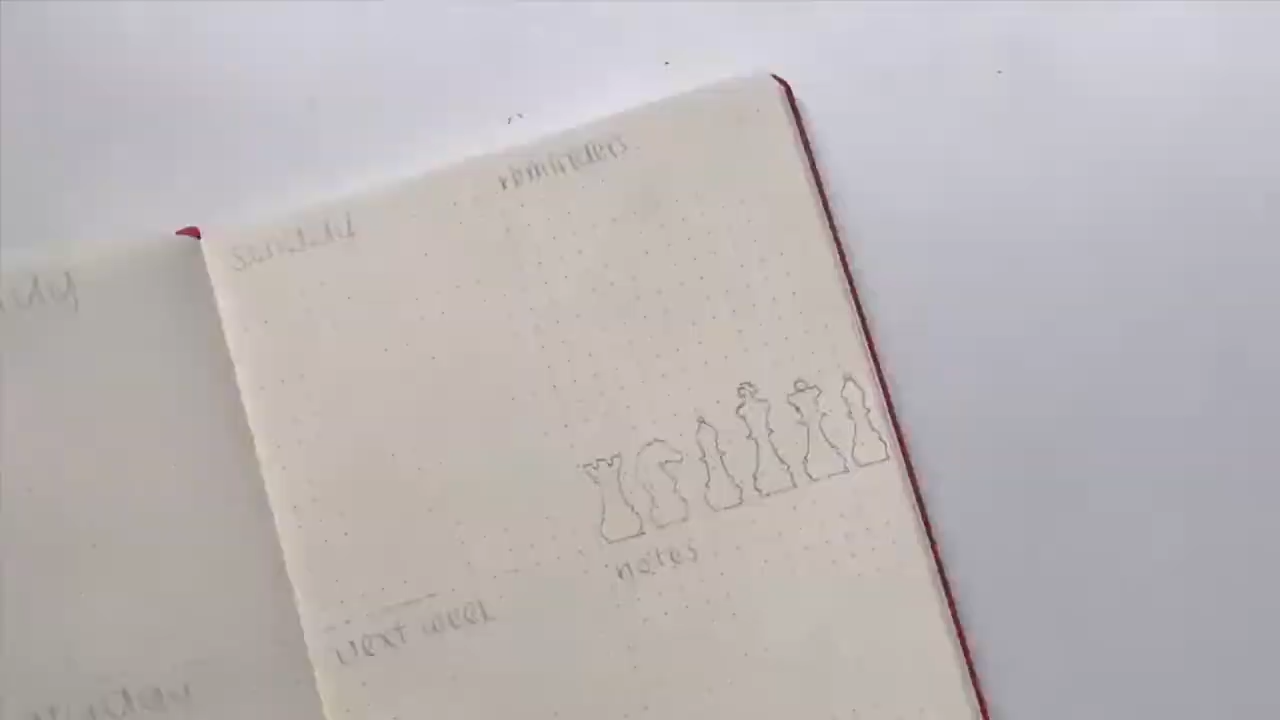 reminders
sunday
notes
next week